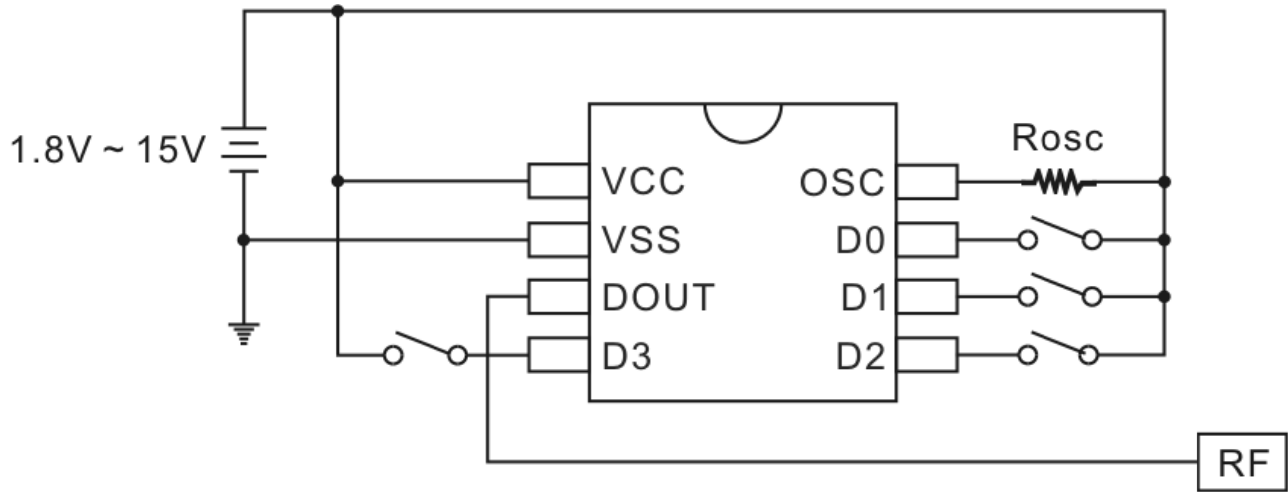 1.8V ~ 15V
VCC
VSS
DOUT
D3
OSC
D0
D1
D2
Rosc
RF